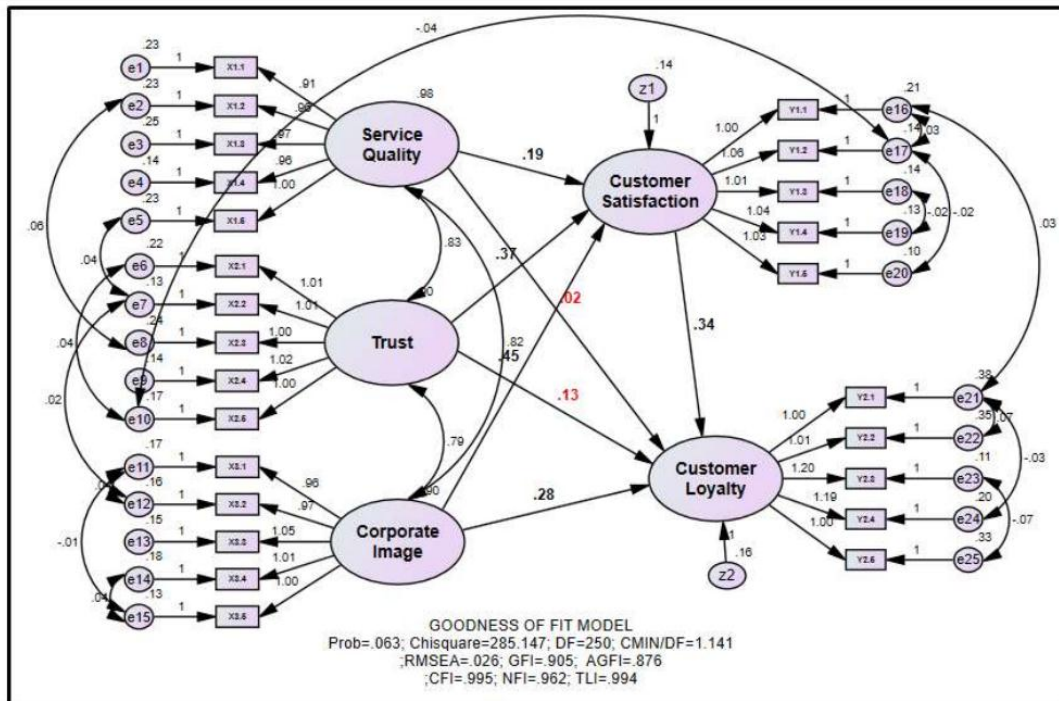 -.04
.23
e1
1
X1.1
.91
.23
e2
1
X1.2
.96
.25
e3
1
X1.3
.97
.14
e4
1
X1.4
.96
.23
e5
1
X1.5
1.00
.98
Service
Quality
.06
.04
.22
e6
1
X2.1
1.01
.13
e7
1
X2.2
1.01
.24
e8
1
X2.3
1.00
.14
e9
1
X2.4
1.02
.17
e10
1
X2.5
1.00
Trust
.04
.02
.17
e11
1
X3.1
.96
.16
e12
1
X3.2
.97
.15
e13
1
X3.3
1.05
.18
e14
1
X3.4
1.01
.13
e15
1
X3.5
1.00
.90
Corporate
Image
-.01
.04
.83
.82
.79
.19
.37
.02
.45
.13
.28
.34
.14
z1
1
Customer
Satisfaction
1.00
Y1.1
1
.21
e16
1.06
Y1.2
1
.14
e17
.03
1.01
Y1.3
1
.14
e18
1.04
Y1.4
1
.13
e19
1.03
Y1.5
1
.10
e20
-.02
-.02
.03
Customer
Loyalty
1
.16
z2
1.00
Y2.1
1
.38
e21
1.01
Y2.2
1
.35
e22
.07
1.20
Y2.3
1
.11
e23
1.19
Y2.4
1
.20
e24
1.00
Y2.5
1
.33
e25
-.03
-.07
GOODNESS OF FIT MODEL
Prob=.063; Chisquare=285.147; DF=250; CMIN/DF=1.141
;RMSEA=.026; GFI=.905; AGFI=.876
;CFI=.995; NFI=.962; TLI=.994